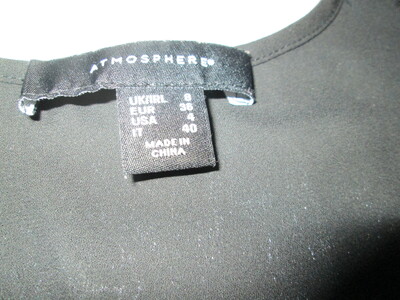 ATMOSPHERE®
UK/IRL 8
EUR 36
USA 4
IT 40
MADE IN
CHINA